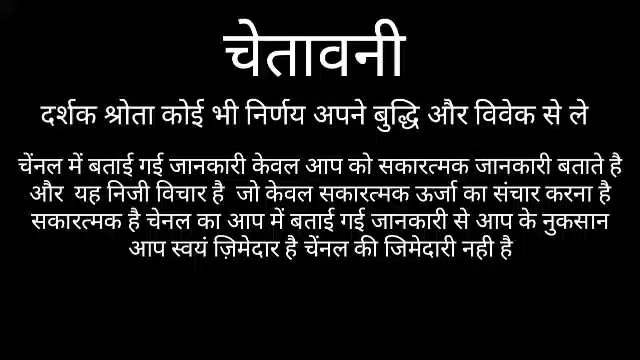 चेतावनी
दर्शक श्रोता कोई भी निर्णय अपने बुद्धि और विवेक से ले
चेंनल में बताई गई जानकारी केवल आप को सकारत्मक जानकारी बताते है
और यह निजी विचार है जो केवल सकारत्मक ऊर्जा का संचार करना है
सकारत्मक है चेनल का आप में बताई गई जानकारी से आप के नुकसान
आप स्वयं ज़िमेदार है चेंनल की जिमेदारी नही है